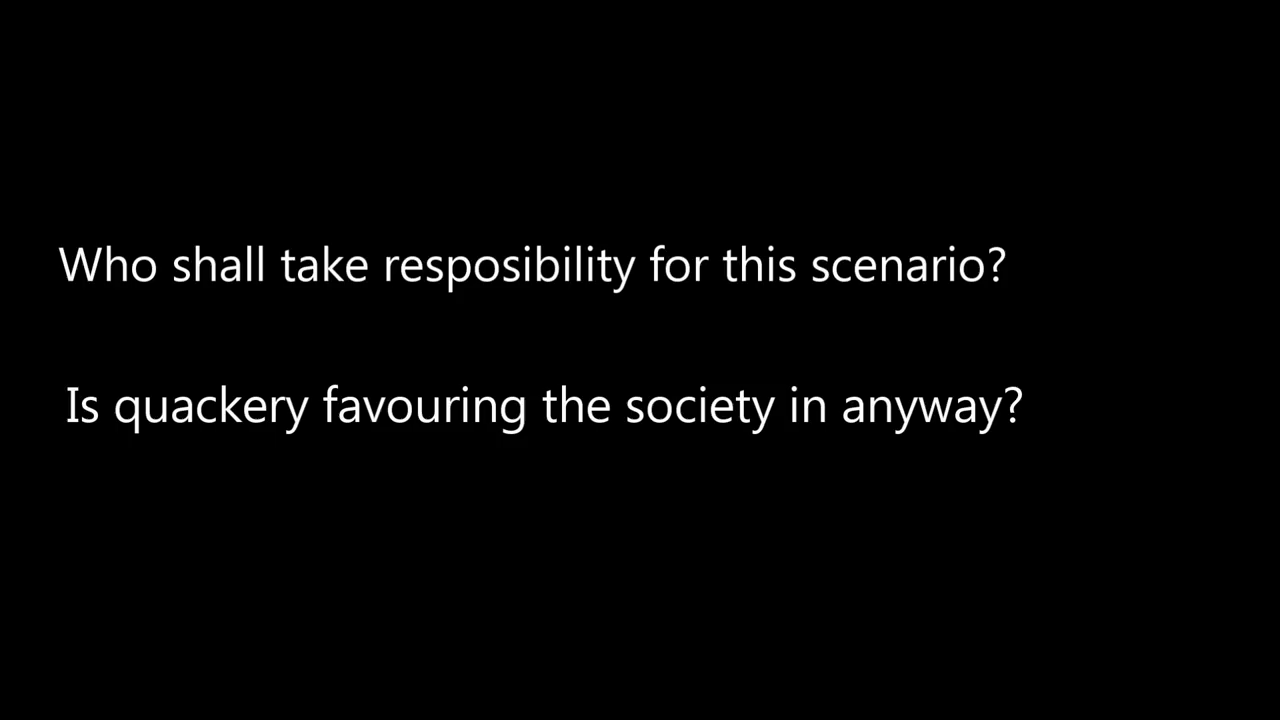 Who shall take resposibility for this scenario?
Is quackery favouring the society in anyway?